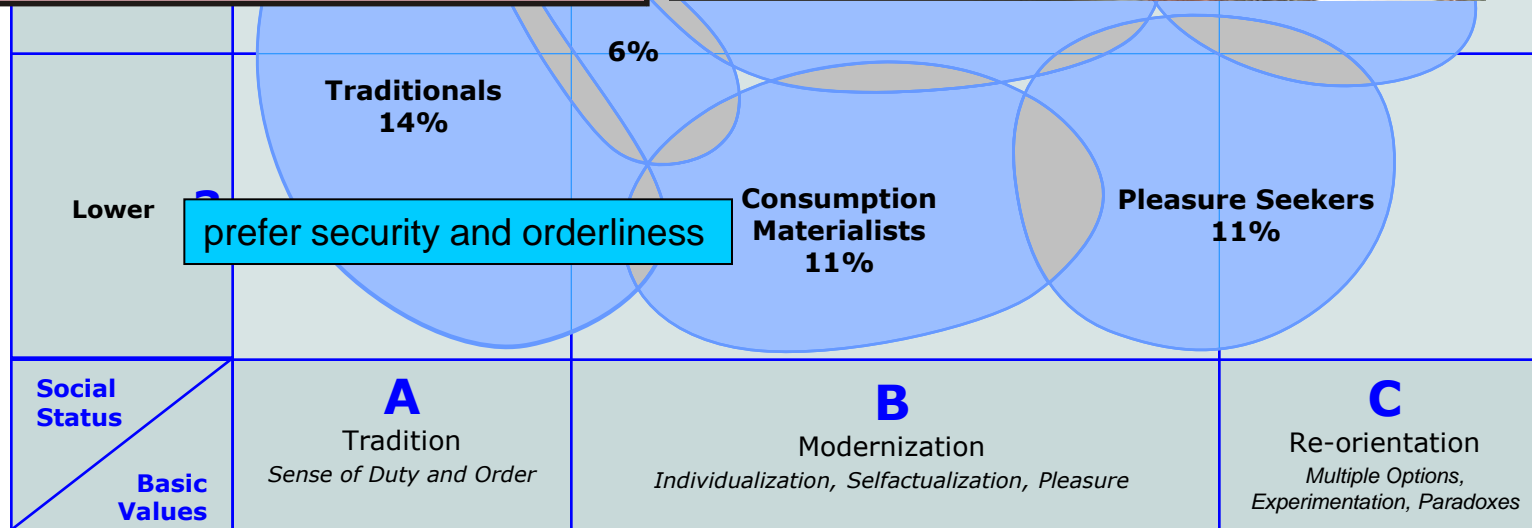 6%
Traditionals
14%
Lower
prefer security and orderliness
Consumption
Materialists
11%
Pleasure Seekers
11%
Social
Status
Basic
Values
A
Tradition
Sense of Duty and Order
B
Modernization
Individualization, Selfactualization, Pleasure
C
Re-orientation
Multiple Options,
Experimentation, Paradoxes